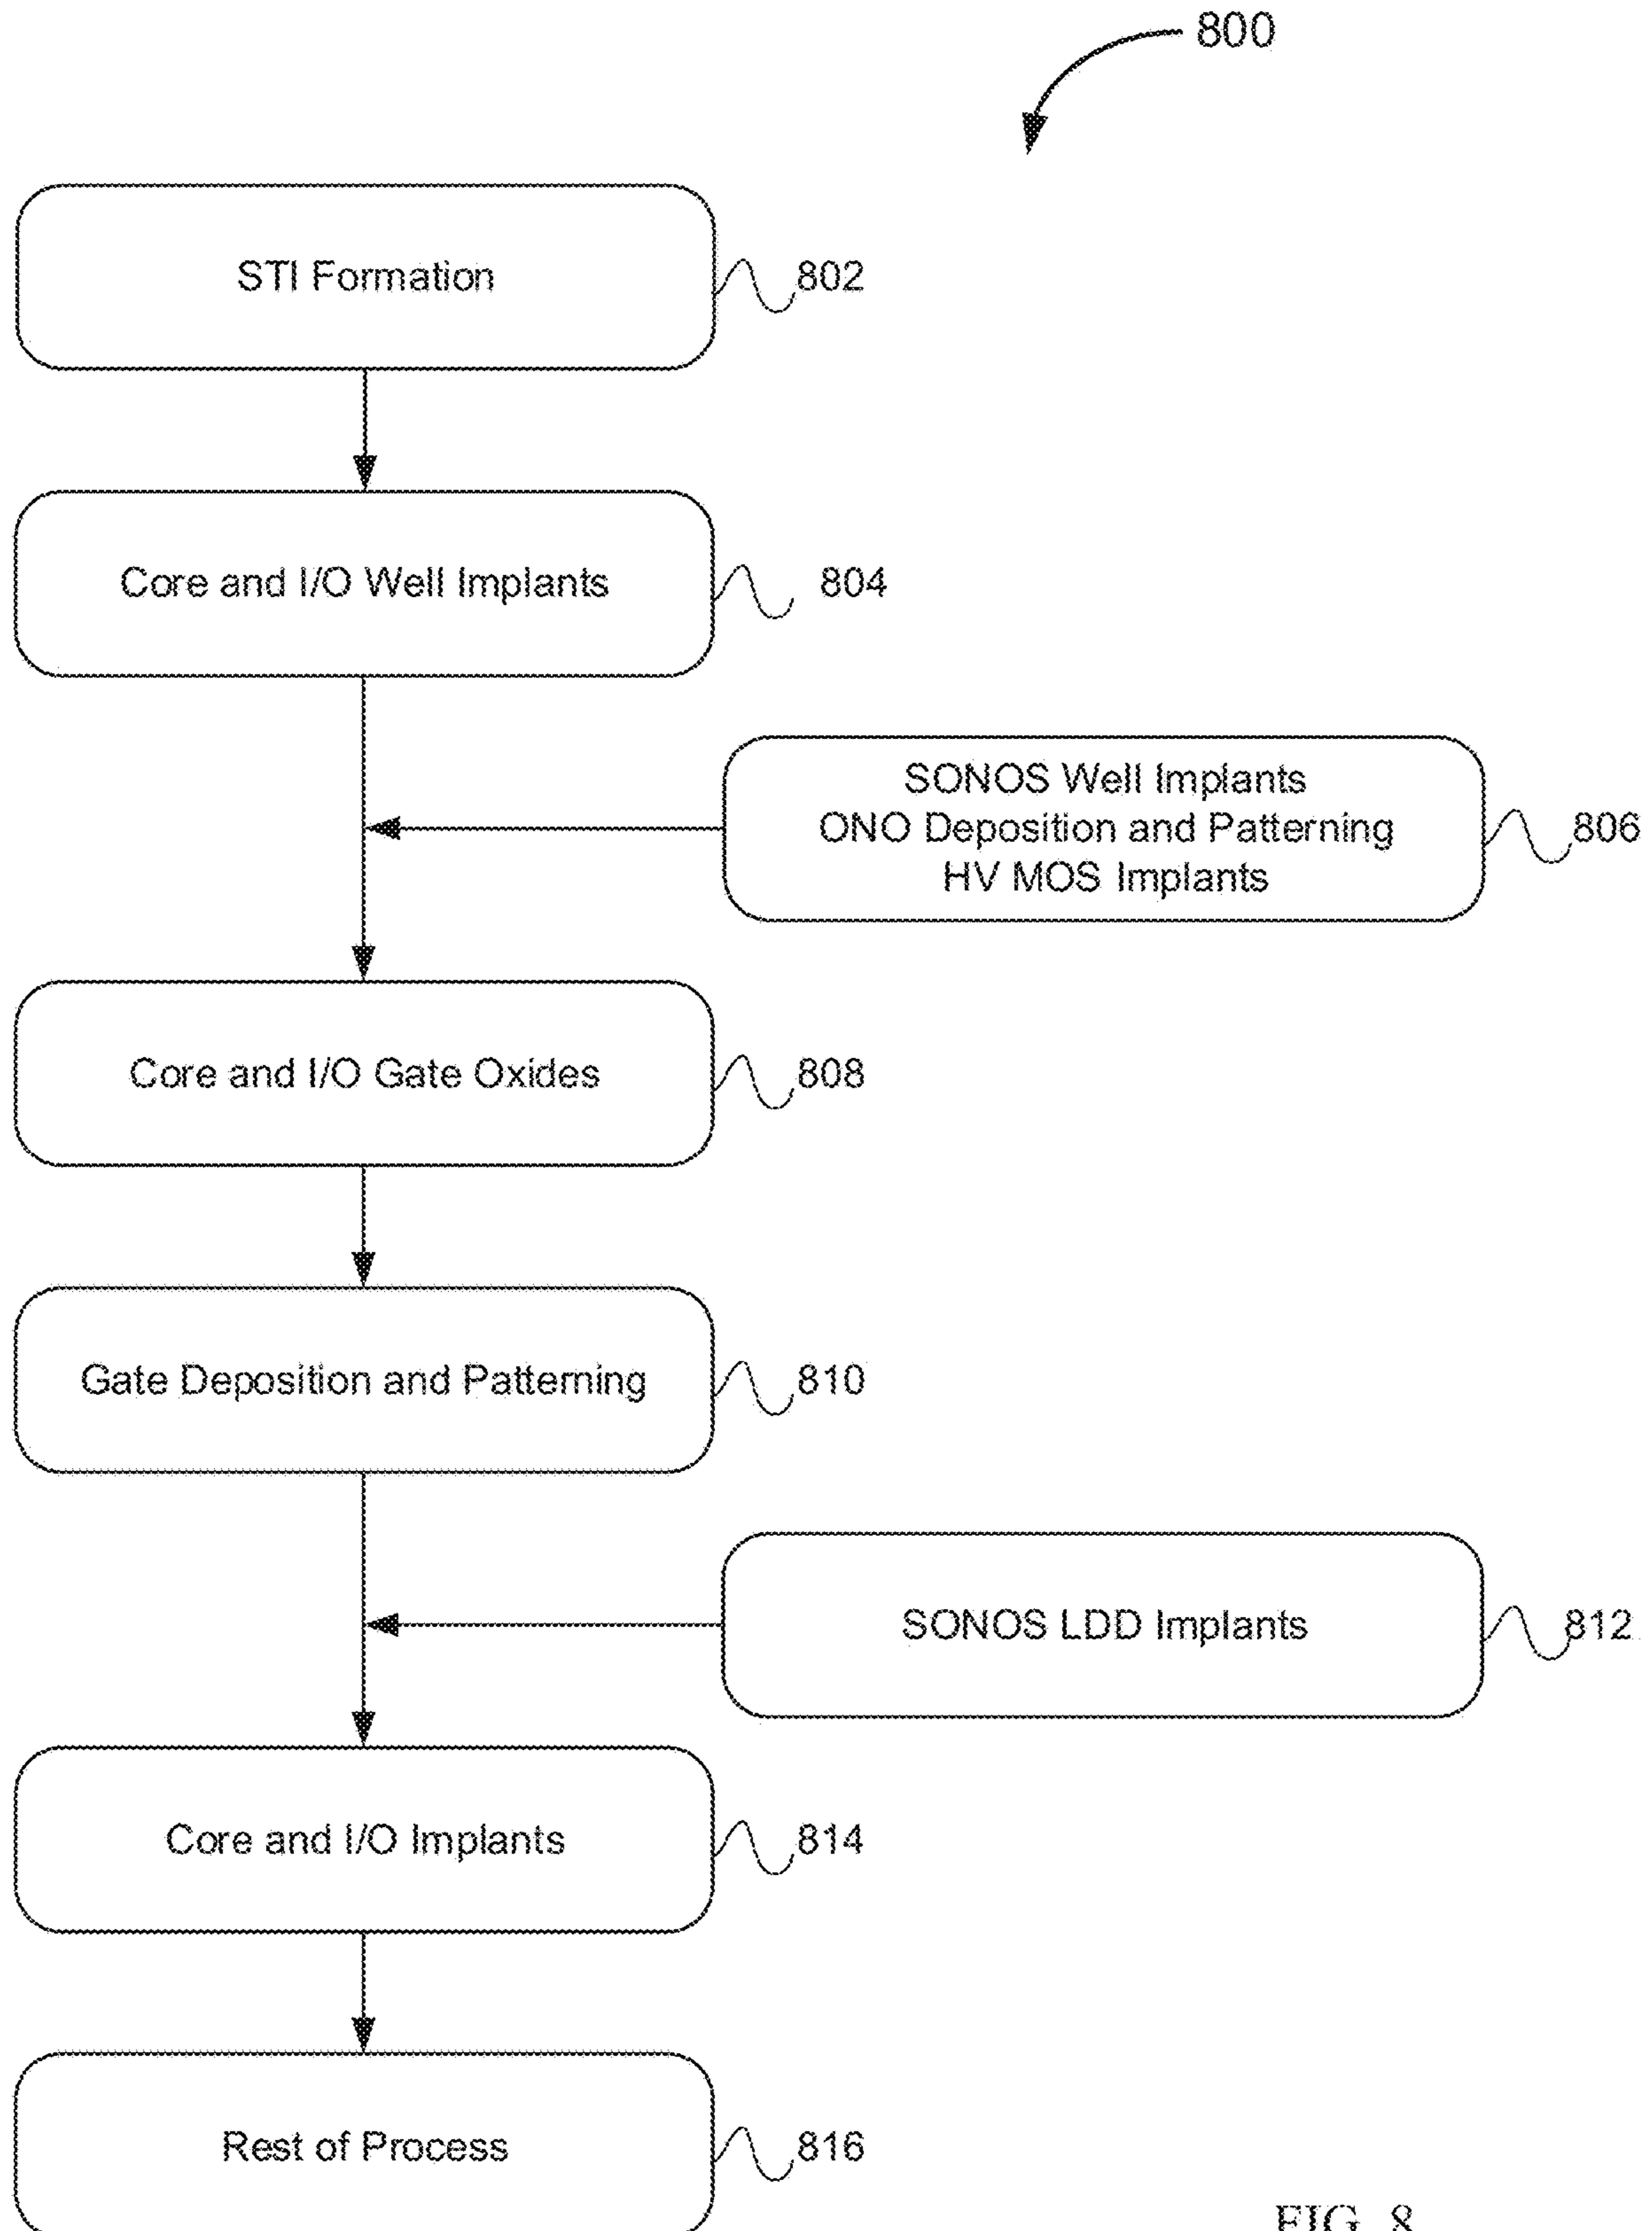 800
STI Formation
802
Core and I/O Well Implants
804
SONOS Well Implants
ONO Deposition and Patterning
HV MOS Implants
806
Core and I/O Gate Oxides
808
Gate Deposition and Patterning
810
SONOS LDD Implants
812
Core and I/O Implants
814
Rest of Process
816
FIG. 8